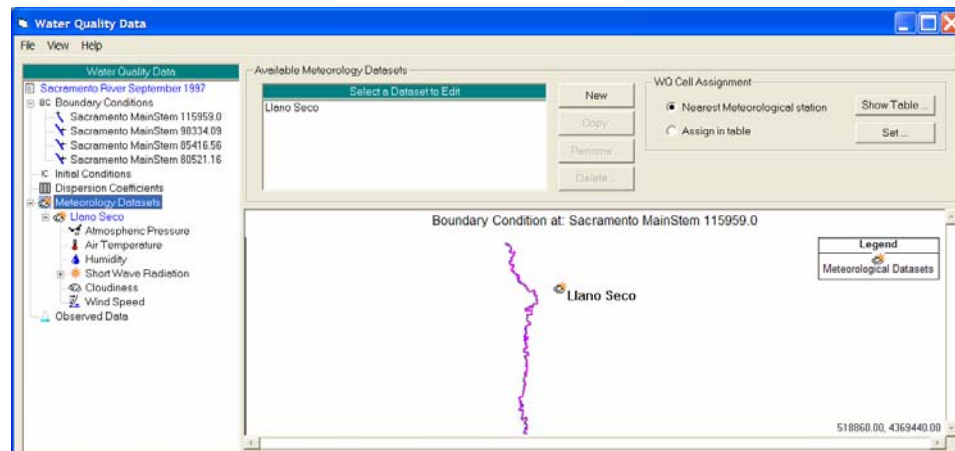 Water Quality Data
File View Help
Water Quality Data
Sacramento River September 1997
BC Boundary Conditions
Sacramento MainStem 115959.0
Sacramento MainStem 98334.09
Sacramento MainStem 85416.56
Sacramento MainStem 80521.16
IC Initial Conditions
Dispersion Coefficients
Meteorology Datasets
Llano Seco
Atmospheric Pressure
Air Temperature
Humidity
Short Wave Radiation
Cloudiness
Wind Speed
Observed Data
Available Meteorology Datasets
Select a Dataset to Edit
Llano Seco
New
Copy
Rename...
Delete...
WQ Cell Assignment
Nearest Meteorological station
Assign in table
Show Table ...
Set ...
Boundary Condition at: Sacramento MainStem 115959.0
Llano Seco
Legend
Meteorological Datasets
518860.00, 4369440.00